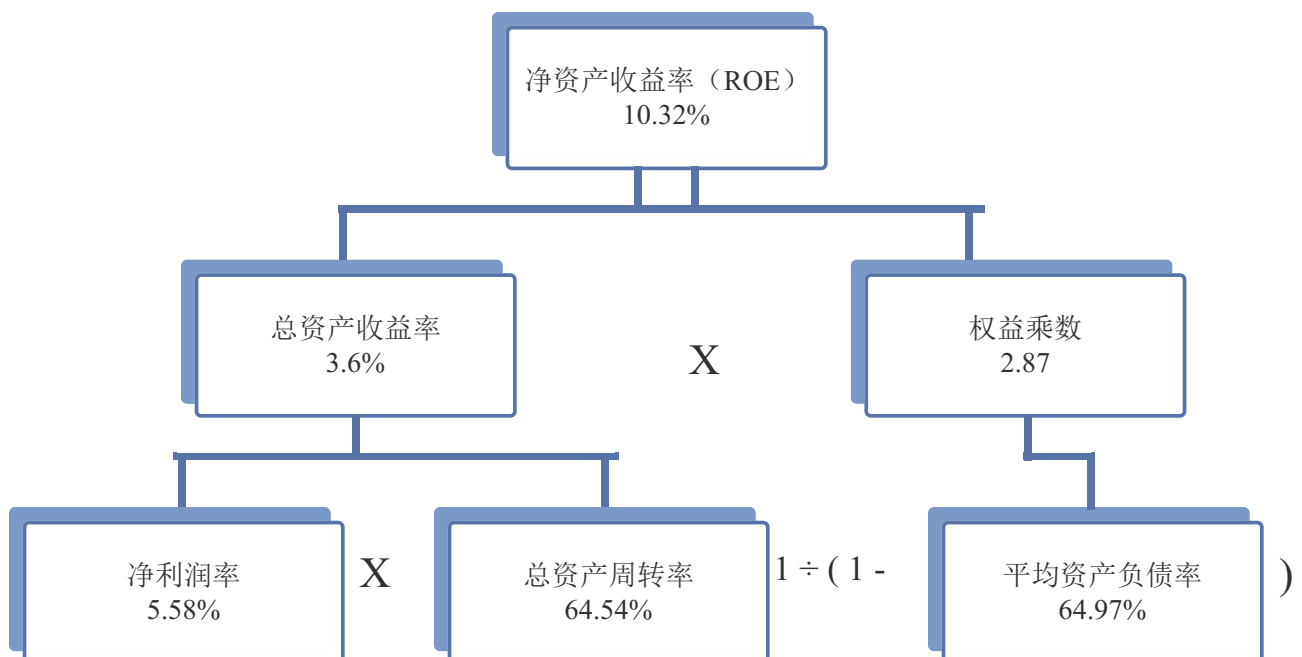 净资产收益率（ROE）
10.32%
总资产收益率
3.6%
X
权益乘数
2.87
净利润率
5.58%
X
总资产周转率
64.54%
1 ÷ ( 1 -
平均资产负债率
64.97%
)